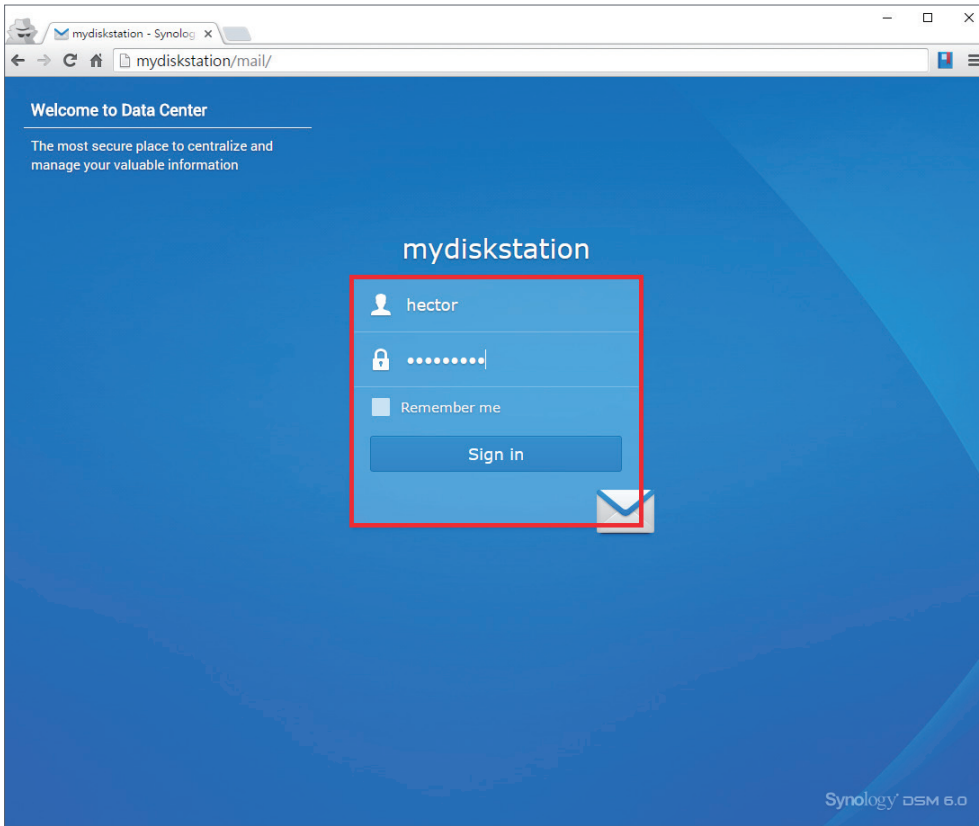 mydiskstation - Synolog
mydiskstation/mail/
Welcome to Data Center
The most secure place to centralize and
manage your valuable information
mydiskstation
hector
•••••••••
Remember me
Sign in
Synology DSM 6.0